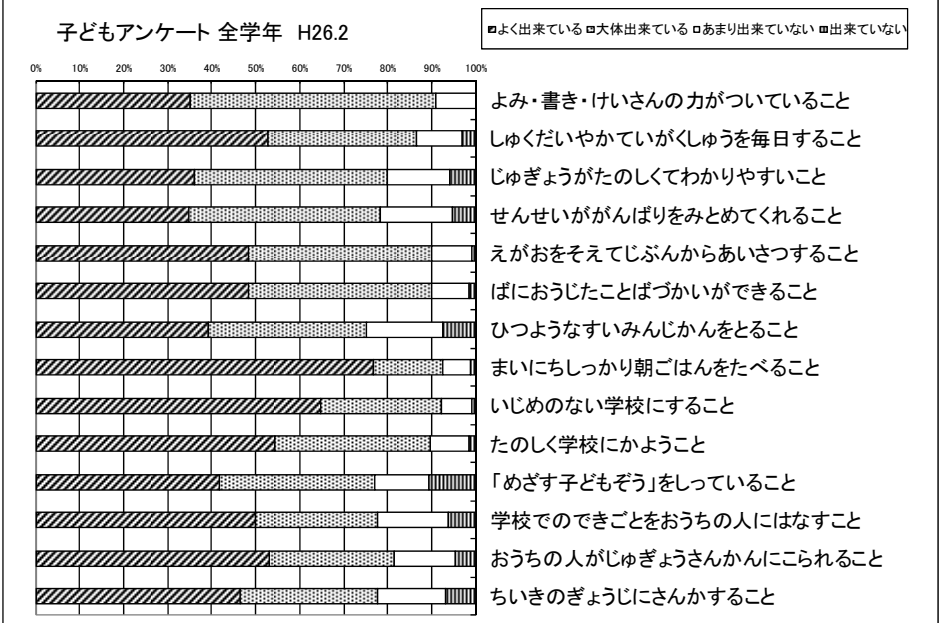 子どもアンケート 全学年 H26.2
よく出来ている 大体出来ている あまり出来ていない 出来ていない
0% 10% 20% 30% 40% 50% 60% 70% 80% 90% 100%
よみ・書き・けいさんの力がついていること
しゅくだいやかていがくしゅうを毎日すること
じゅぎょうがたのしくてわかりやすいこと
せんせいががんばりをみとめてくれること
えがおをそえてじぶんからあいさつすること
ばにおうじたことばづかいができること
ひつようなすいみんじかんをとること
まいにちしっかり朝ごはんをたべること
いじめのない学校にすること
たのしく学校にかようこと
「めざす子どもぞう」をしっていること
学校でのできごとをおうちの人にはなすこと
おうちの人がじゅぎょうさんかんにこられること
ちいきのぎょうじにさんかすること